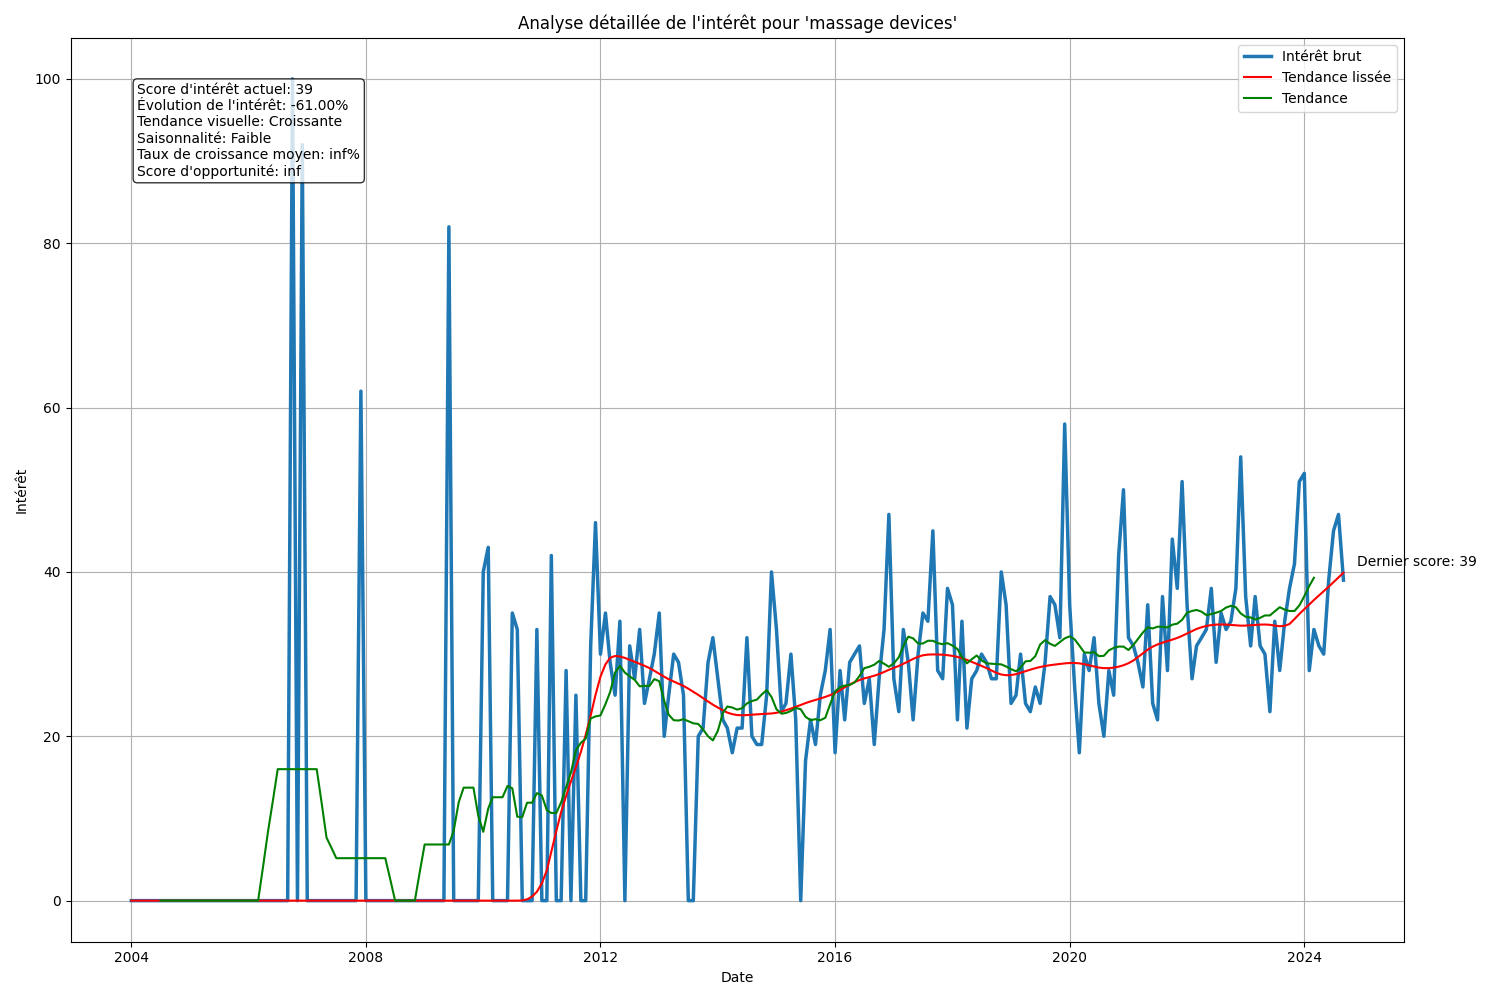 Analyse détaillée de l'intérêt pour 'massage devices'
Intérêt brut
Tendance lissée
Tendance
Score d'intérêt actuel: 39
Évolution de l'intérêt: -61.00%
Tendance visuelle: Croissante
Saisonnalité: Faible
Taux de croissance moyen: inf%
Score d'opportunité: inf
Dernier score: 39
Intérêt
100
80
60
40
20
0
2004
2008
2012
2016
2020
2024
Date